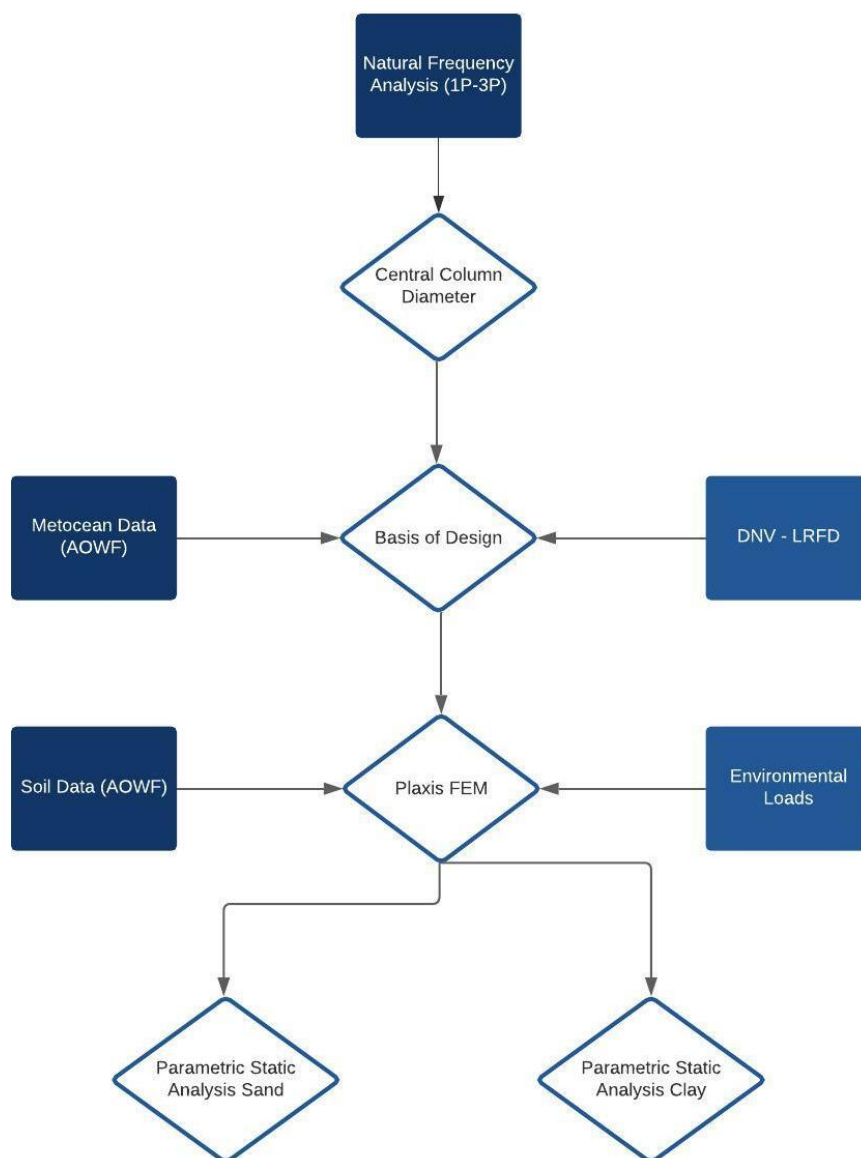 Natural Frequency
Analysis (1P-3P)
Central Column
Diameter
Metocean Data
(AOWF)
Basis of Design
DNV - LRFD
Soil Data (AOWF)
Plaxis FEM
Environmental
Loads
Parametric Static
Analysis Sand
Parametric Static
Analysis Clay